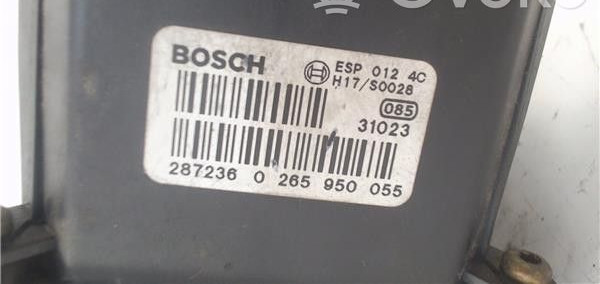 BOSCH
ESP 012 4C
H17/S0028
085
31023
287236 0 265 950 055